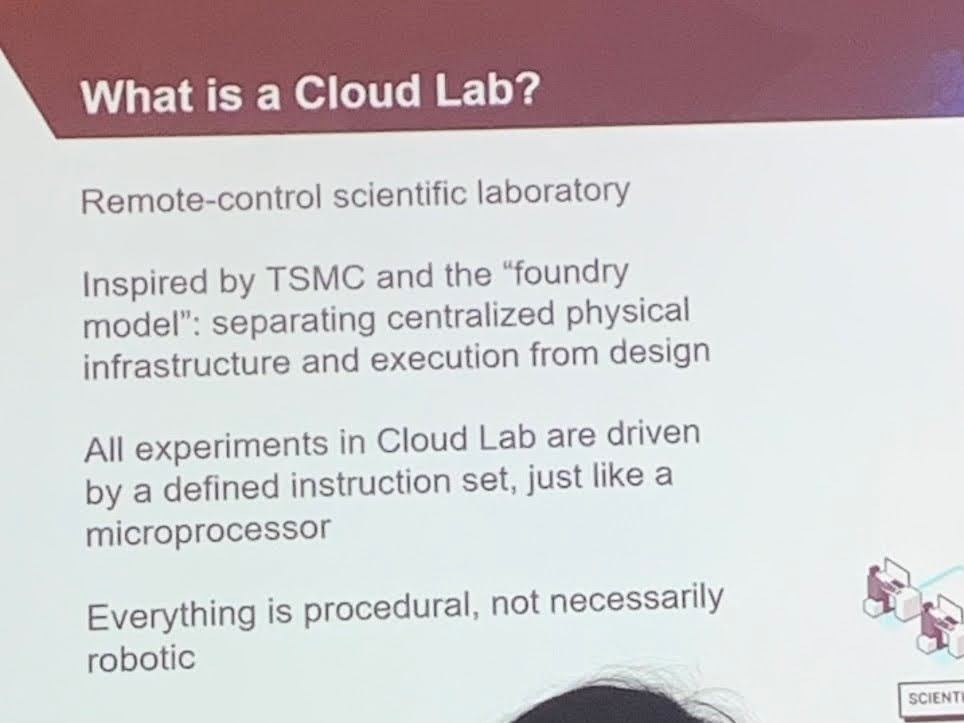 What is a Cloud Lab?
Remote-control scientific laboratory
Inspired by TSMC and the “foundry
model”: separating centralized physical
infrastructure and execution from design
All experiments in Cloud Lab are driven
by a defined instruction set, just like a
microprocessor
Everything is procedural, not necessarily
robotic
SCIENTI